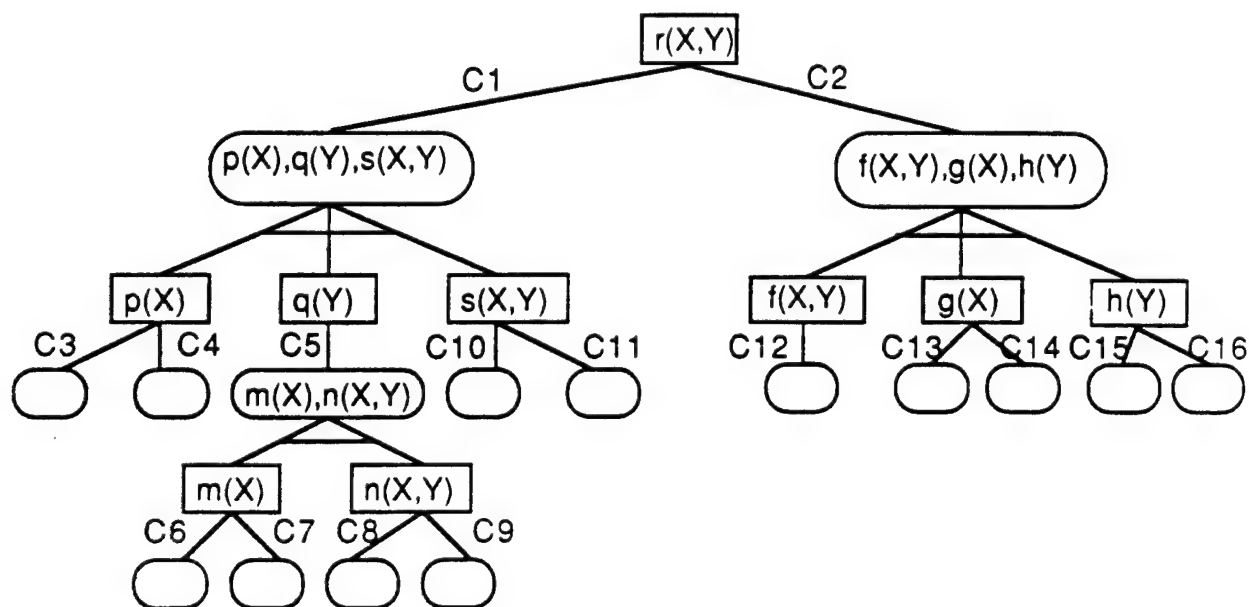 r(X,Y)
C1 C2
p(X),q(Y),s(X,Y) f(X,Y),g(X),h(Y)
p(X) q(Y) s(X,Y) f(X,Y) g(X) h(Y)
C3 C4 C5 C10 C11 C12 C13 C14 C15 C16
m(X),n(X,Y)
m(X) n(X,Y)
C6 C7 C8 C9